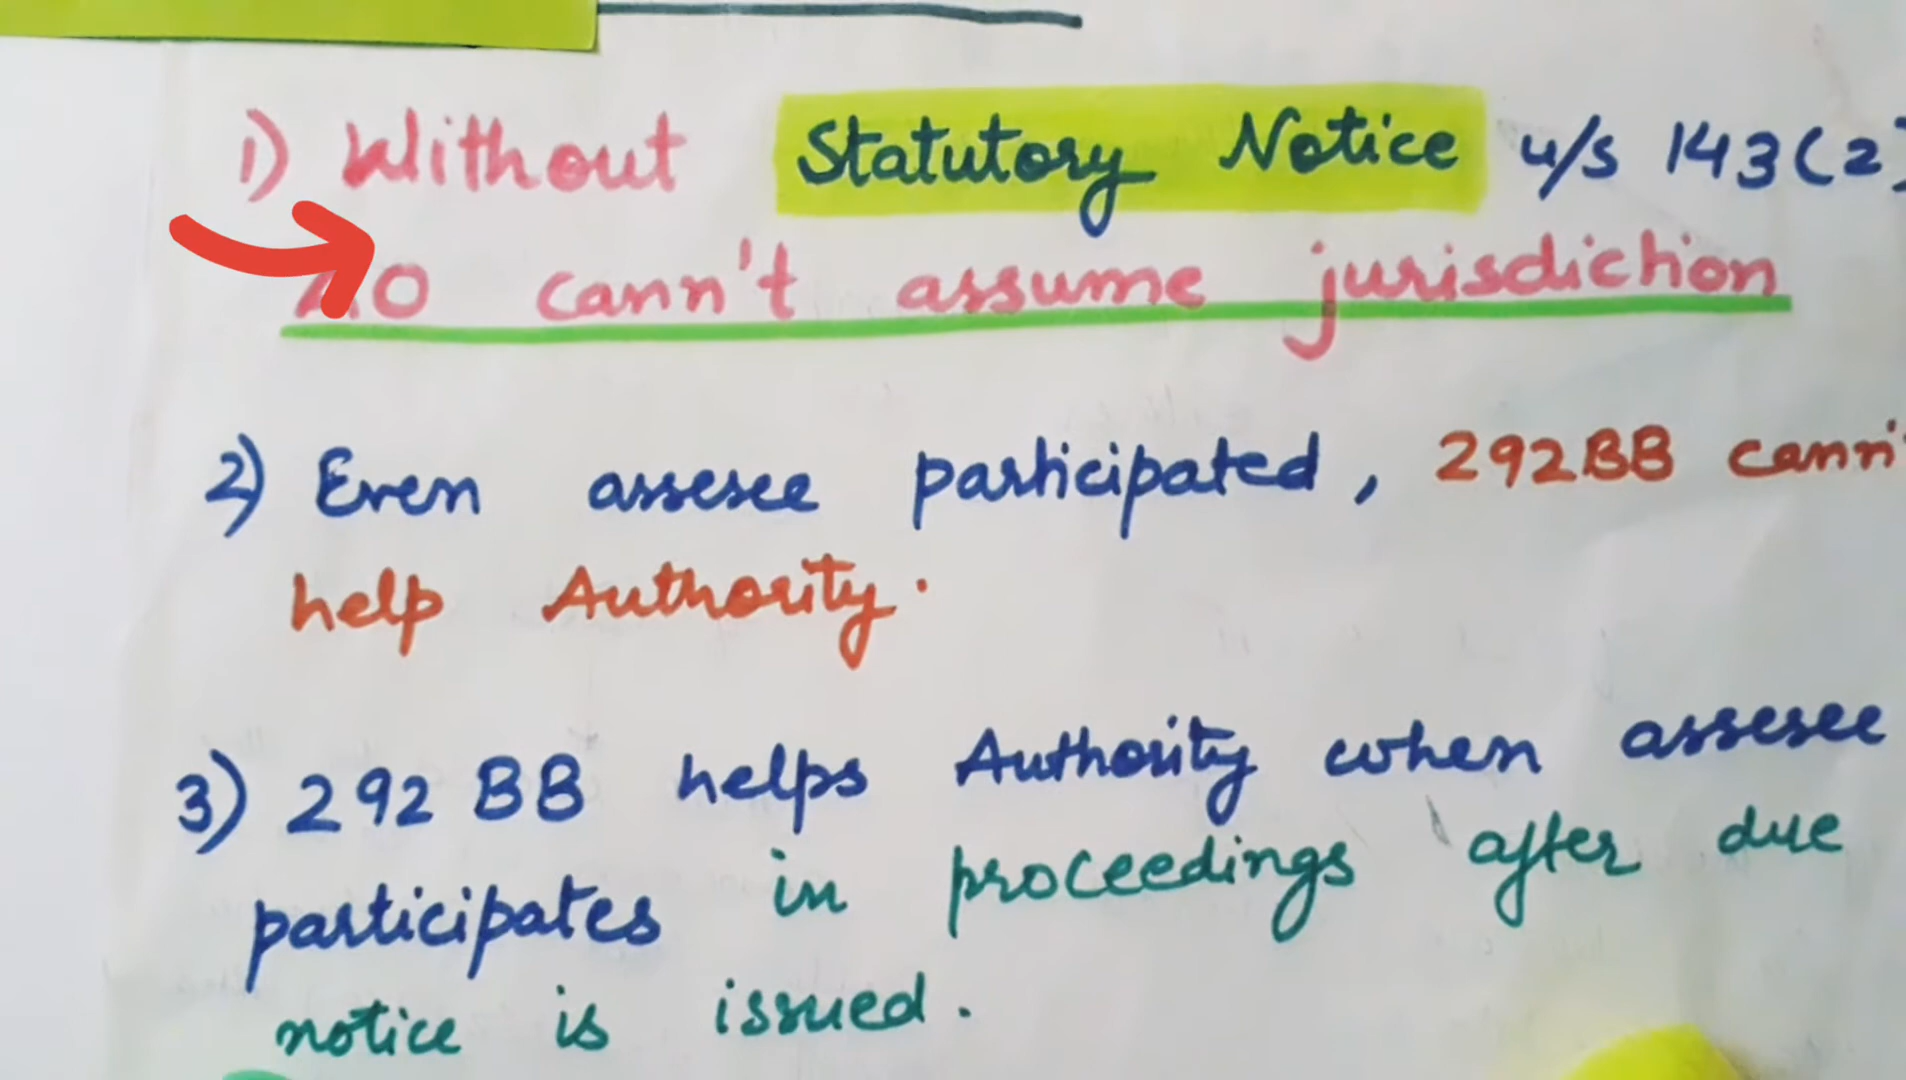 1) Without Statutory Notice u/s 143(2)
AO cann't assume jurisdiction
2) Even assesee participated, 292BB cann'
help Authority.
3) 292 BB helps Authority when assesee
participates in proceedings after due
notice is issued.